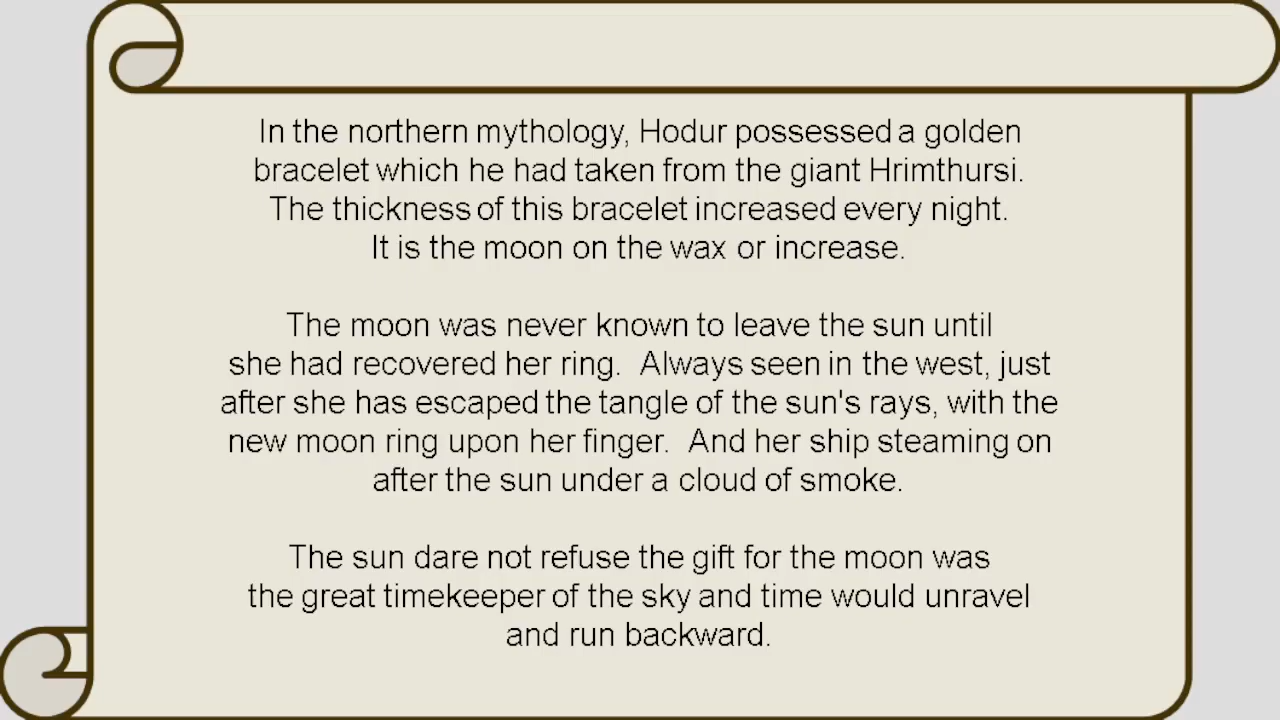 In the northern mythology, Hodur possessed a golden
bracelet which he had taken from the giant Hrimthursi.
The thickness of this bracelet increased every night.
It is the moon on the wax or increase.
The moon was never known to leave the sun until
she had recovered her ring.  Always seen in the west, just
after she has escaped the tangle of the sun's rays, with the
new moon ring upon her finger.  And her ship steaming on
after the sun under a cloud of smoke.
The sun dare not refuse the gift for the moon was
the great timekeeper of the sky and time would unravel
and run backward.